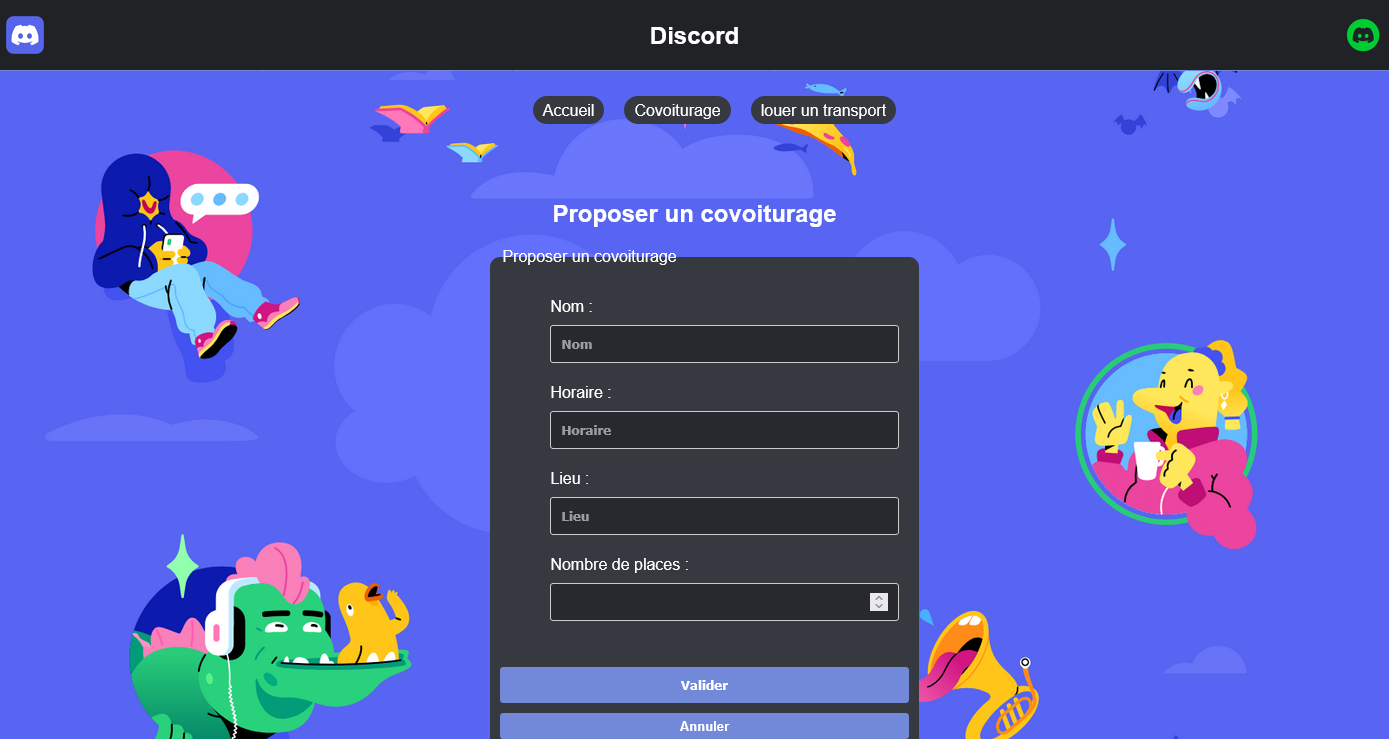 Discord
Accueil
Covoiturage
louer un transport
Proposer un covoiturage
Proposer un covoiturage
Nom :
Nom
Horaire :
Horaire
Lieu :
Lieu
Nombre de places :
Valider
Annuler